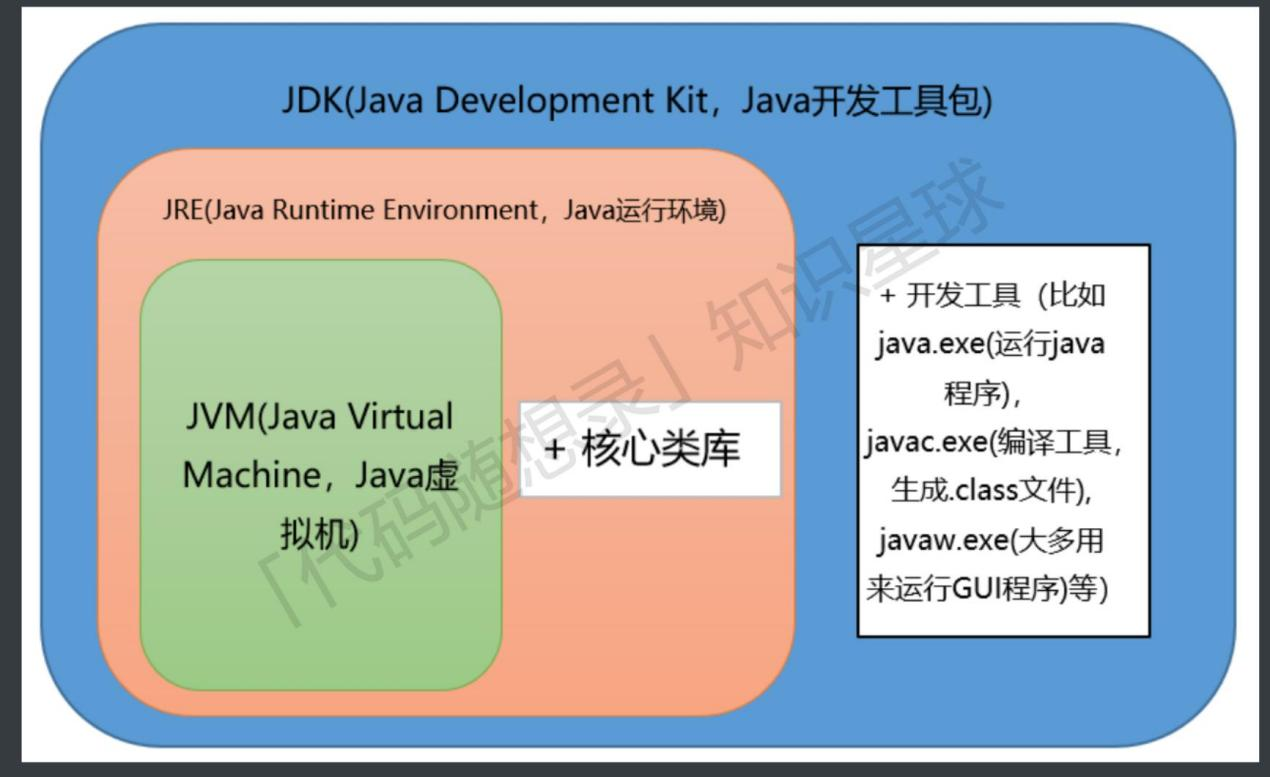 JDK(Java Development Kit，Java开发工具包)
JRE(Java Runtime Environment，Java运行环境)
JVM(Java Virtual
Machine，Java虚
拟机)
+ 核心类库
+ 开发工具（比如
java.exe(运行java
程序)，
javac.exe(编译工具，
生成.class文件),
javaw.exe(大多用
来运行GUI程序)等）
「代码随想录」知识星球